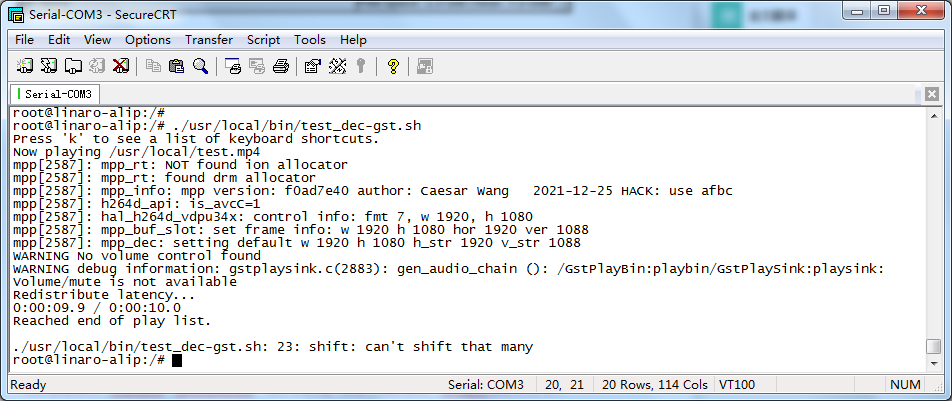 Serial-COM3 - SecureCRT
File Edit View Options Transfer Script Tools Help
Serial-COM3
root@linaro-alip:/#
root@linaro-alip:/# ./usr/local/bin/test_dec-gst.sh
Press 'k' to see a list of keyboard shortcuts.
Now playing /usr/local/test.mp4
mpp[2587]: mpp_rt: NOT found ion allocator
mpp[2587]: mpp_rt: found drm allocator
mpp[2587]: mpp_info: mpp version: f0ad7e40 author: Caesar Wang   2021-12-25 HACK: use afbc
mpp[2587]: h264d_api: is_avcC=1
mpp[2587]: hal_h264d_vdpu34x: control info: fmt 7, w 1920, h 1080
mpp[2587]: mpp_buf_slot: set frame info: w 1920 h 1080 hor 1920 ver 1088
mpp[2587]: mpp_dec: setting default w 1920 h 1080 h_str 1920 v_str 1088
WARNING No volume control found
WARNING debug information: gstplaysink.c(2883): gen_audio_chain (): /GstPlayBin:playbin/GstPlaySink:playsink:
Volume/mute is not available
Redistribute latency...
0:00:09.9 / 0:00:10.0
Reached end of play list.
./usr/local/bin/test_dec-gst.sh: 23: shift: can't shift that many
root@linaro-alip:/#
Ready Serial: COM3 20, 21 20 Rows, 114 Cols VT100 NUM